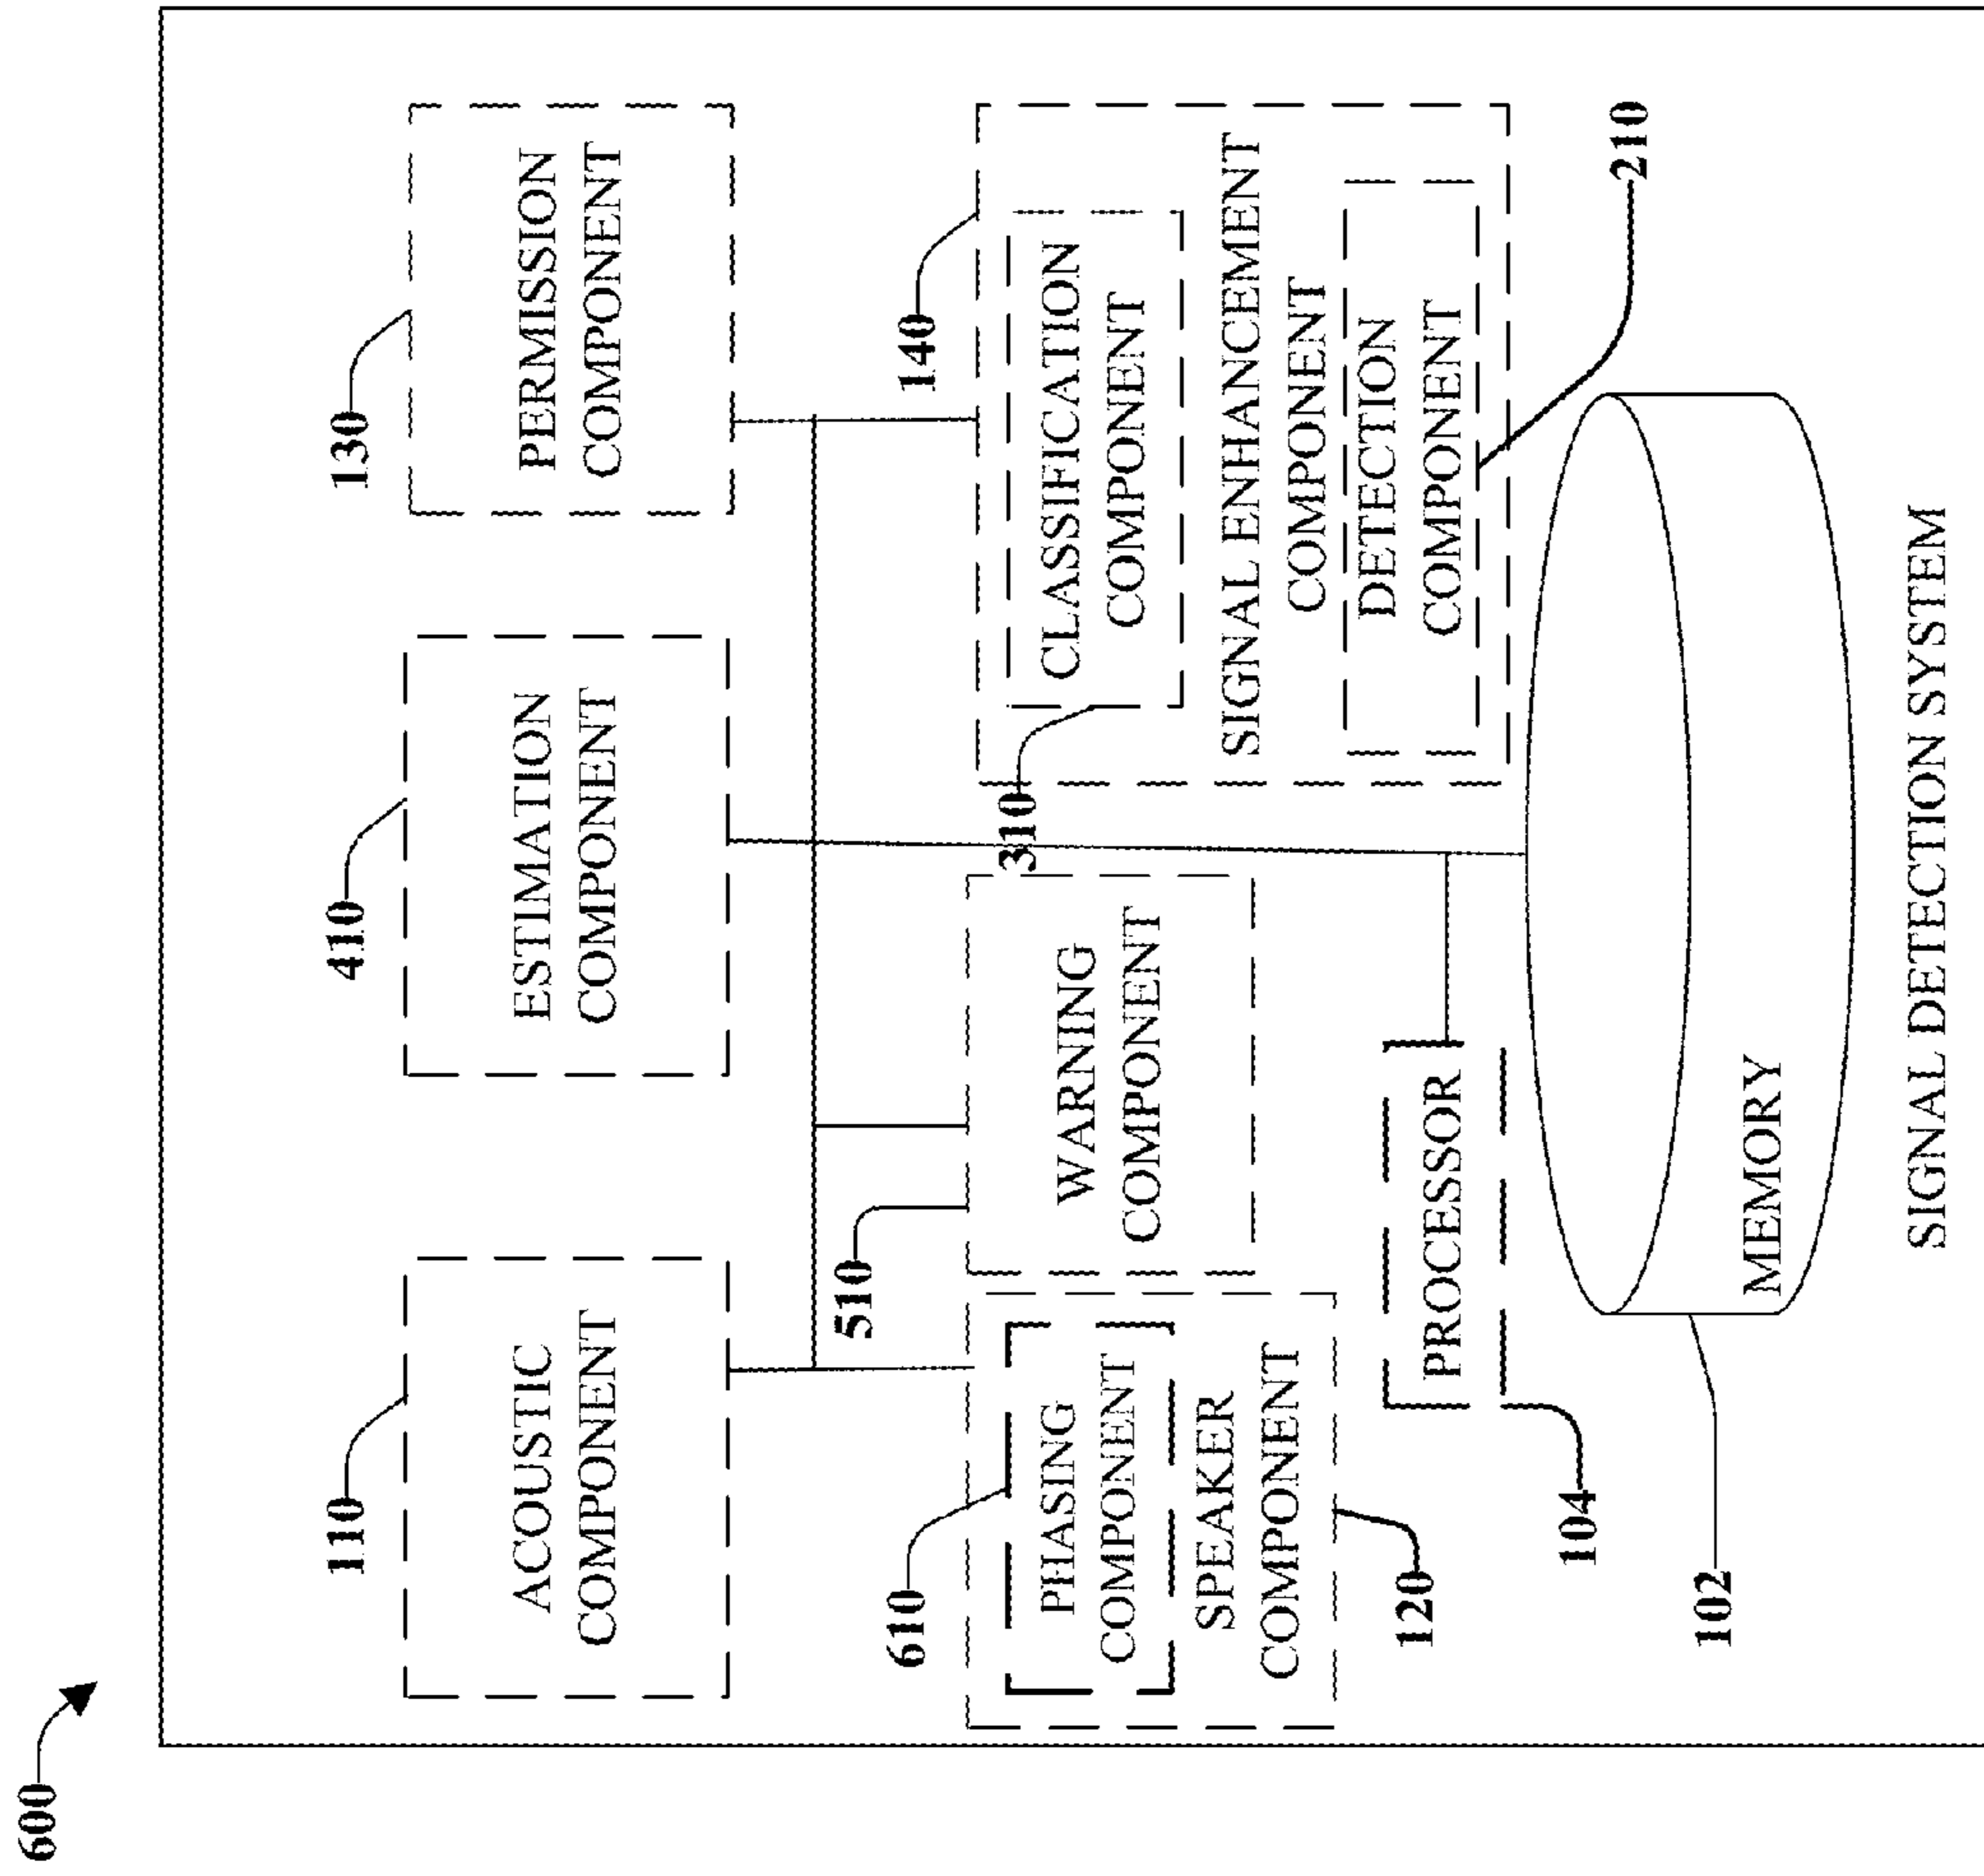 600
110
ACOUSTIC
COMPONENT
410
ESTIMATION
COMPONENT
130
PERMISSION
COMPONENT
610
PHASING
COMPONENT
SPEAKER
COMPONENT
120
510
WARNING
COMPONENT
310
140
CLASSIFICATION
COMPONENT
SIGNAL ENHANCEMENT
COMPONENT
DETECTION
COMPONENT
210
104
PROCESSOR
102
MEMORY
SIGNAL DETECTION SYSTEM